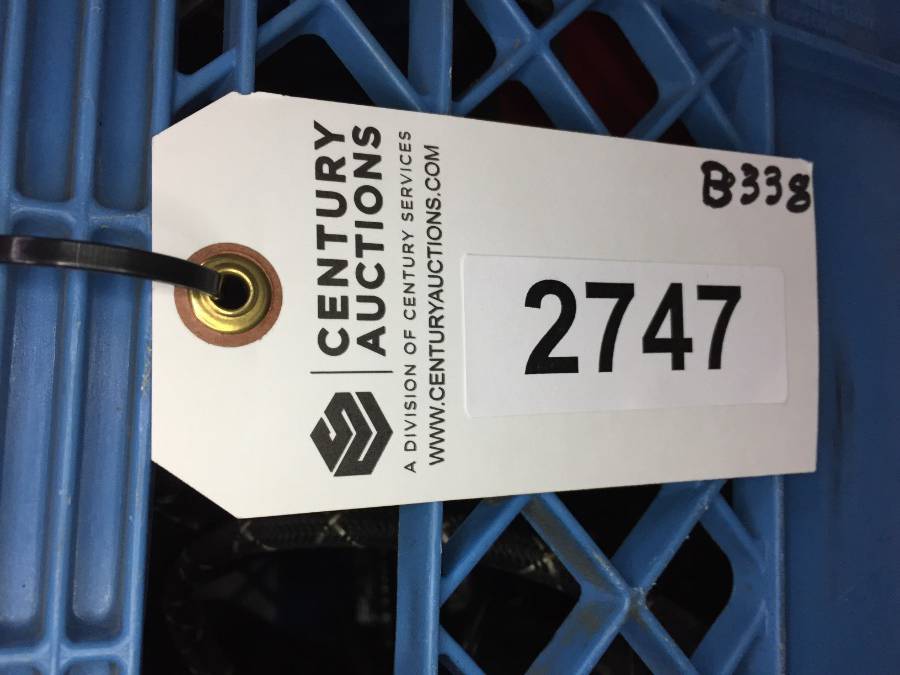 CENTURY
AUCTIONS
A DIVISION OF CENTURY SERVICES
WWW.CENTURYAUCTIONS.COM
2747
B338